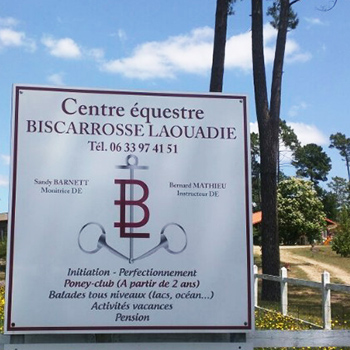 Centre équestre
BISCARROSSE LAOUADIE
Tél. 06 33 97 41 51
Sandy BARNETT
Monitrice DE
Bernard MATHIEU
Instructeur DE
BL
Initiation - Perfectionnement
Poney-club (A partir de 2 ans)
Balades tous niveaux (lacs, océan...)
Activités vacances
Pension